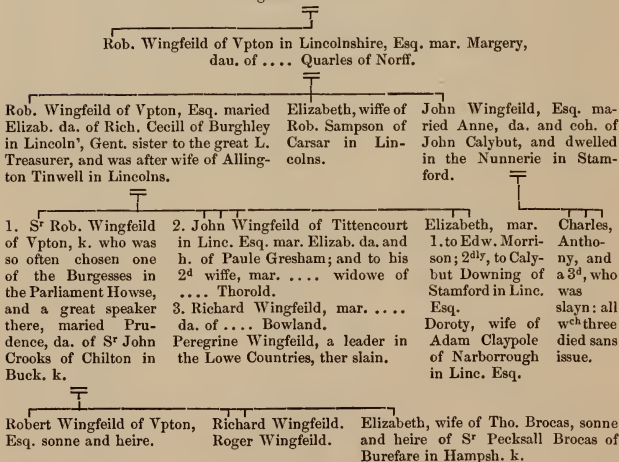 Rob. Wingfeild of Vpton in Lincolnshire, Esq. mar. Margery,
dau. of .... Quarles of Norff.
Rob. Wingfeild of Vpton, Esq. maried
Elizab. da. of Rich. Cecill of Burghley
in Lincoln', Gent. sister to the great L.
Treasurer, and was after wife of Alling-
ton Tinwell in Lincolns.
Elizabeth, wiffe of
Rob. Sampson of
Carsar in Lin-
colns.
John Wingfeild, Esq. ma-
ried Anne, da. and coh. of
John Calybut, and dwelled
in the Nunnerie in Stam-
ford.
1. Sʳ Rob. Wingfeild
of Vpton, k. who was
so often chosen one
of the Burgesses in
the Parliament Howse,
and a great speaker
there, maried Pru-
dence, da. of Sʳ John
Crooks of Chilton in
Buck. k.
2. John Wingfeild of Tittencourt
in Linc. Esq. mar. Elizab. da. and
h. of Paule Gresham; and to his
2ᵈ wiffe, mar. .... widowe of
.... Thorold.
3. Richard Wingfeild, mar. ....
da. of .... Bowland.
Peregrine Wingfeild, a leader in
the Lowe Countries, ther slain.
Elizabeth, mar.
1. to Edw. Morri-
son; 2ᵈˡʸ, to Caly-
but Downing of
Stamford in Linc.
Esq.
Doroty, wife of
Adam Claypole
of Narborrough
in Linc. Esq.
Charles,
Antho-
ny, and
a 3ᵈ, who
was
slayn: all
wᶜʰ three
died sans
issue.
Robert Wingfeild of Vpton,
Esq. sonne and heire.
Richard Wingfeild.
Roger Wingfeild.
Elizabeth, wife of Tho. Brocas, sonne
and heire of Sʳ Pecksall Brocas of
Burefare in Hampsh. k.